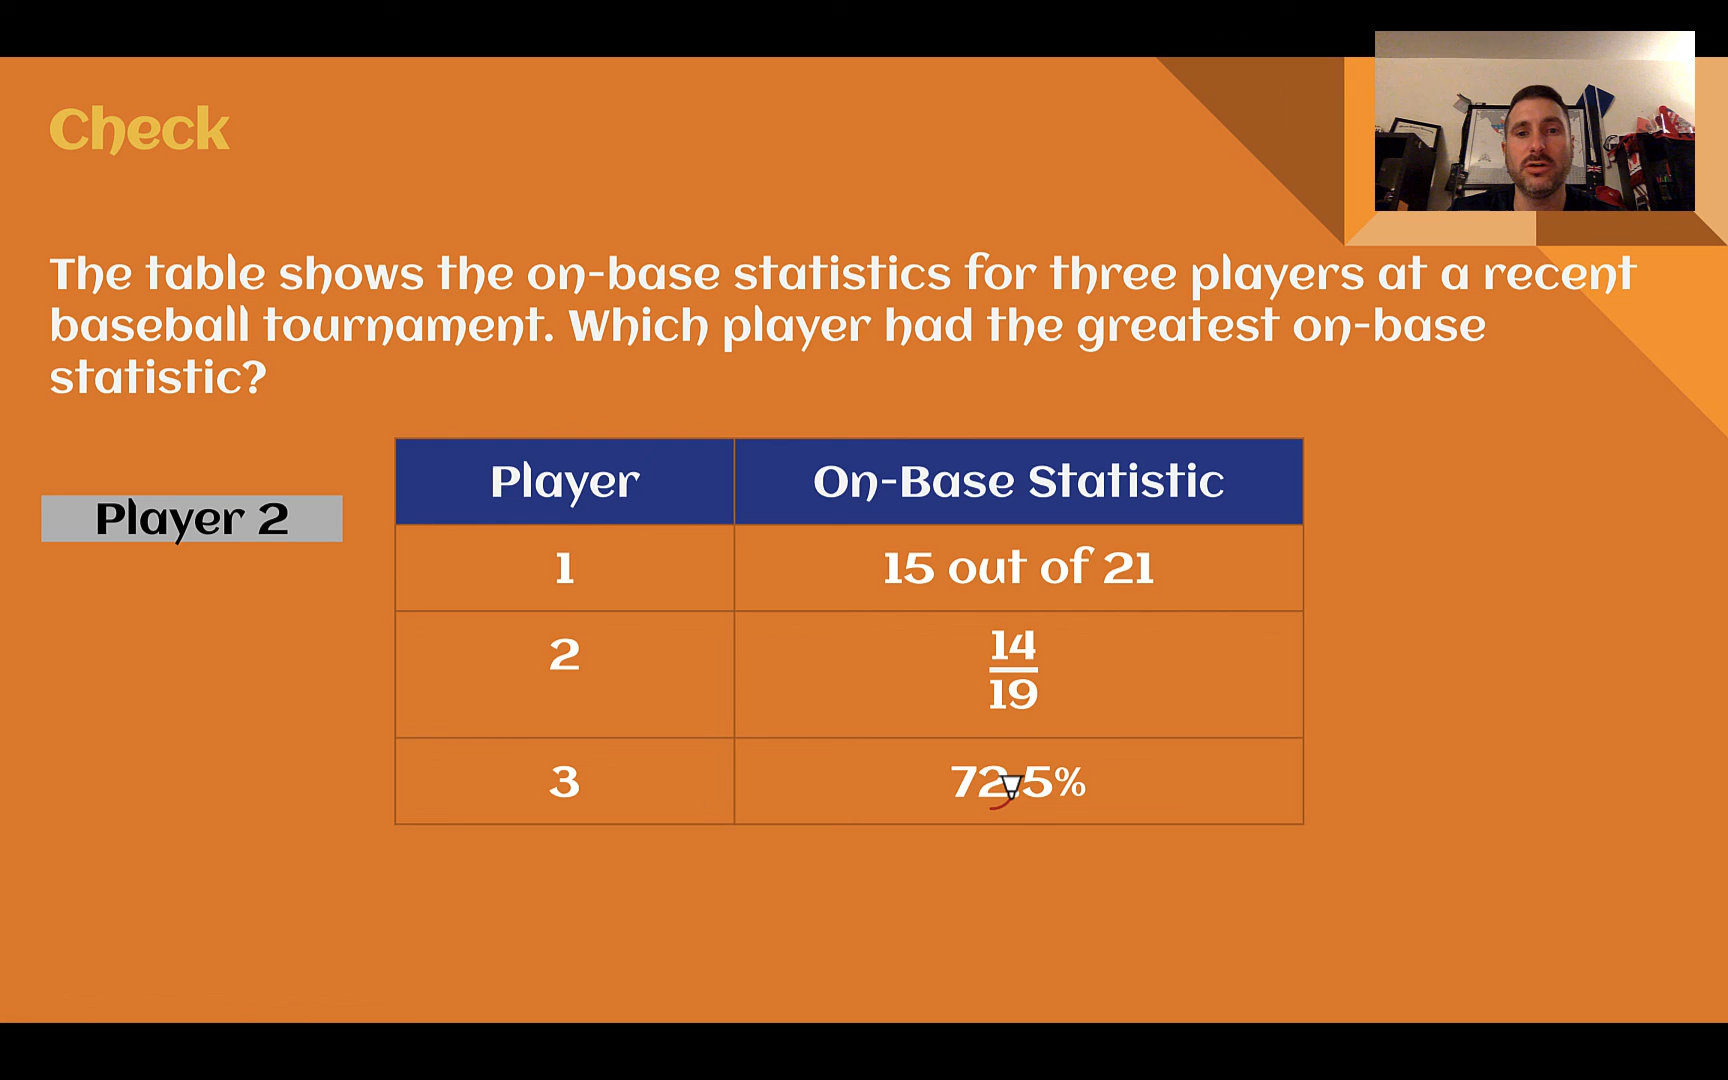 Check
The table shows the on-base statistics for three players at a recent
baseball tournament. Which player had the greatest on-base
statistic?
Player 2
Player On-Base Statistic
1 15 out of 21
2 14
19
3 72.5%